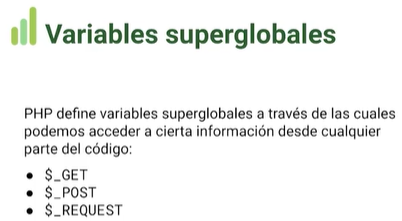 Variables superglobales
PHP define variables superglobales a través de las cuales
podemos acceder a cierta información desde cualquier
parte del código:
● $_GET
● $_POST
● $_REQUEST